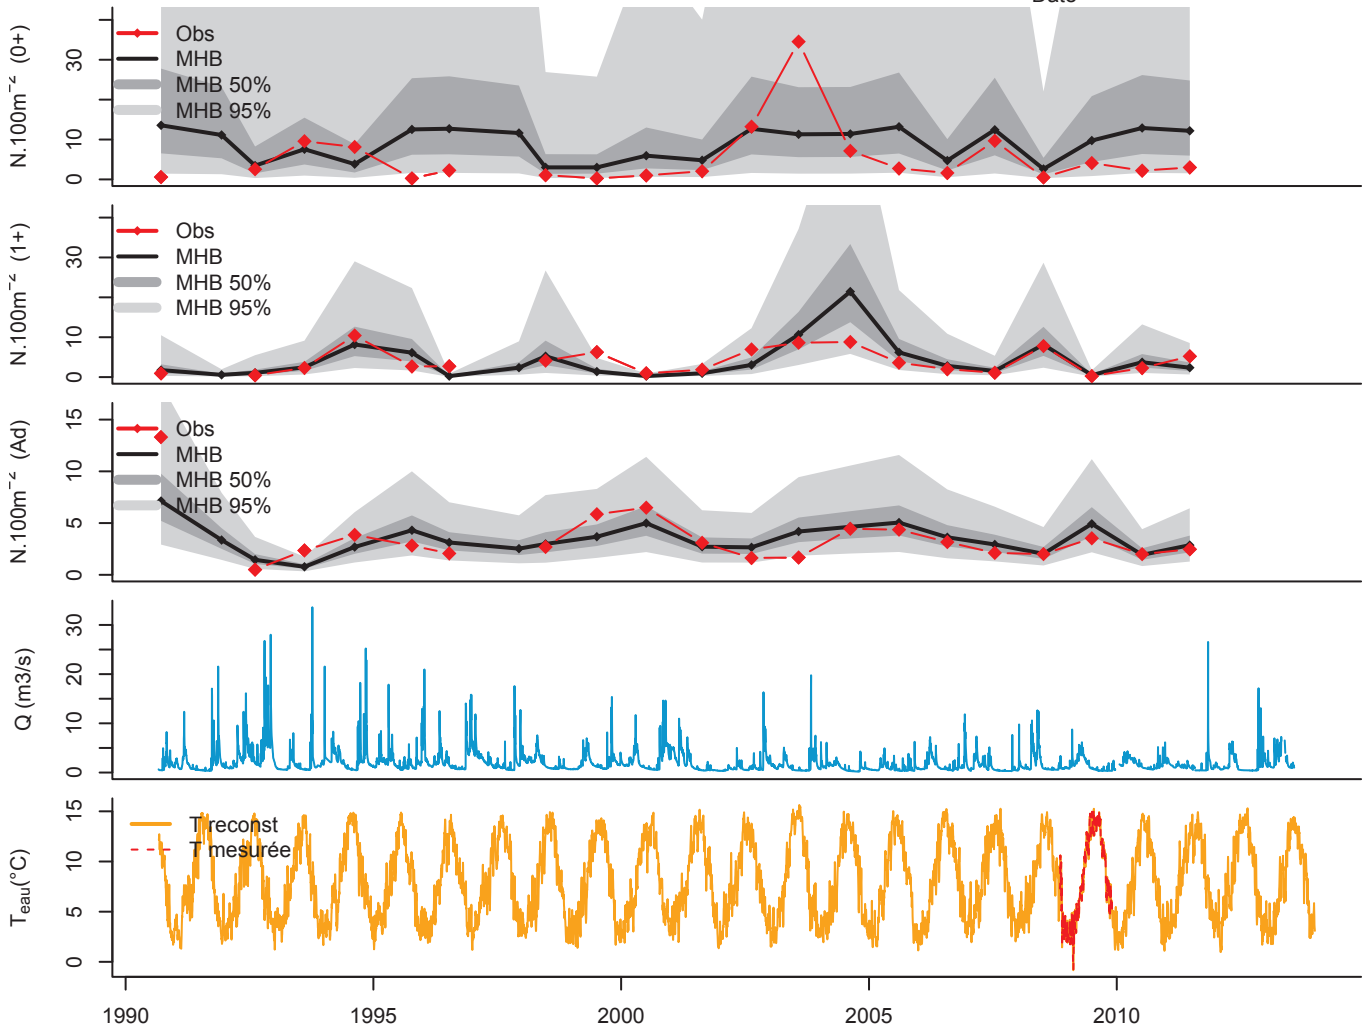 Date
N.100m⁻² (0+)
30
10
0
Obs
MHB
MHB 50%
MHB 95%
N.100m⁻² (1+)
30
10
0
Obs
MHB
MHB 50%
MHB 95%
N.100m⁻² (Ad)
15
10
5
0
Obs
MHB
MHB 50%
MHB 95%
Q (m3/s)
30
20
10
0
Teau(°C)
15
10
5
0
T reconst
T mesurée
1990 1995 2000 2005 2010